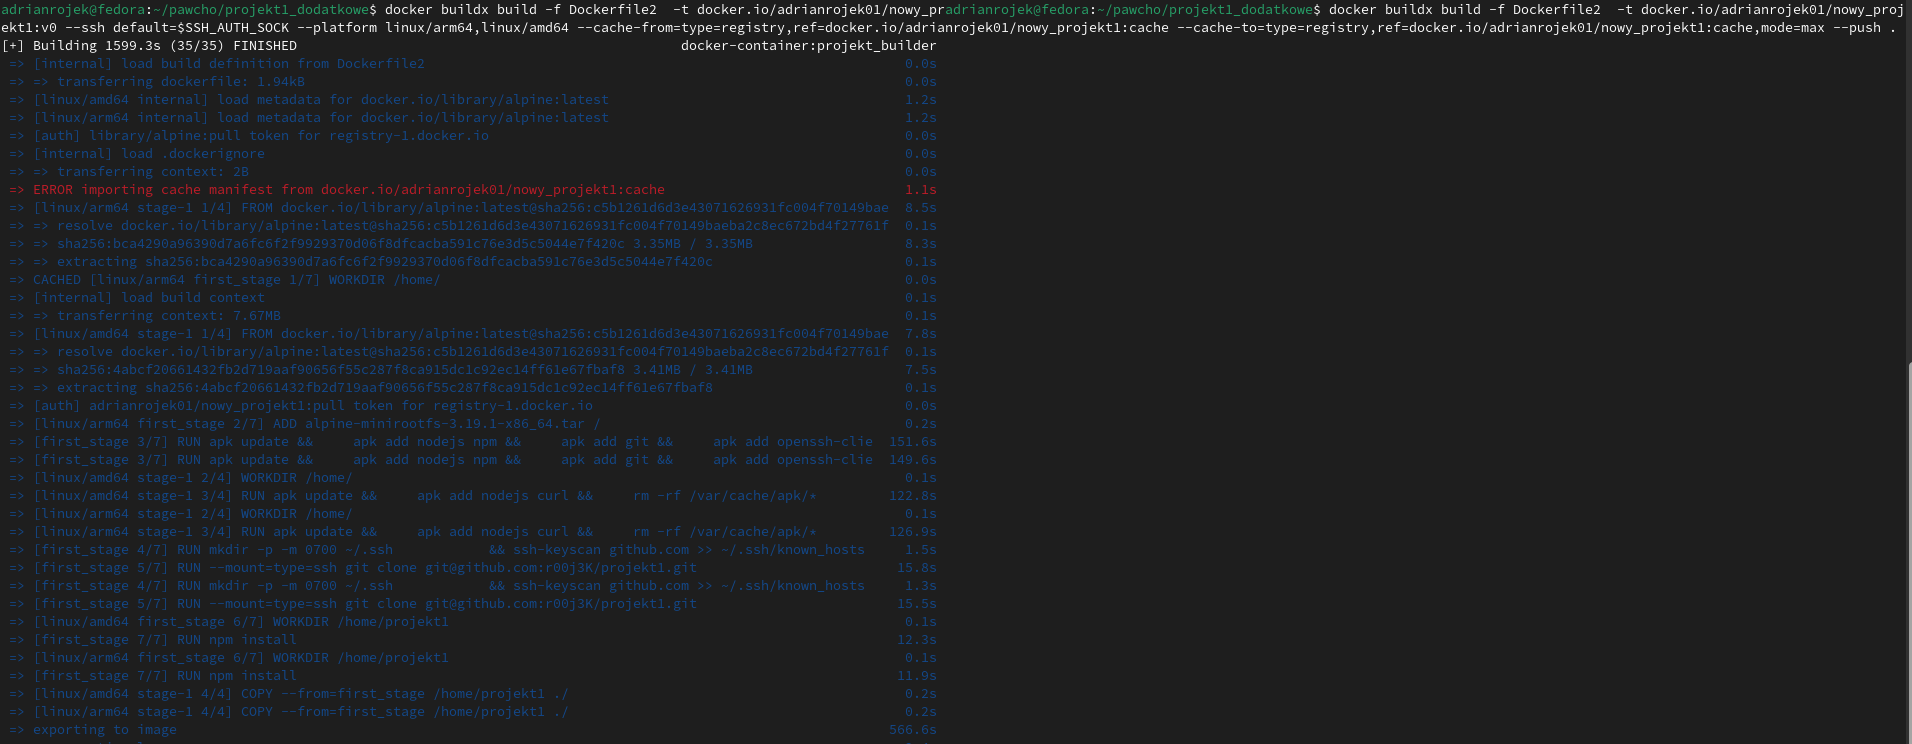 adrianrojek@fedora:~/pawcho/projekt1_dodatkowe$ docker buildx build -f Dockerfile2  -t docker.io/adrianrojek01/nowy_pradrianrojek@fedora:~/pawcho/projekt1_dodatkowe$ docker buildx build -f Dockerfile2  -t docker.io/adrianrojek01/nowy_proj
ekt1:v0 --ssh default=$SSH_AUTH_SOCK --platform linux/arm64,linux/amd64 --cache-from=type=registry,ref=docker.io/adrianrojek01/nowy_projekt1:cache --cache-to=type=registry,ref=docker.io/adrianrojek01/nowy_projekt1:cache,mode=max --push .
[+] Building 1599.3s (35/35) FINISHED docker-container:projekt_builder
=> [internal] load build definition from Dockerfile2 0.0s
=> => transferring dockerfile: 1.94kB 0.0s
=> [linux/amd64 internal] load metadata for docker.io/library/alpine:latest 1.2s
=> [linux/arm64 internal] load metadata for docker.io/library/alpine:latest 1.2s
=> [auth] library/alpine:pull token for registry-1.docker.io 0.0s
=> [internal] load .dockerignore 0.0s
=> => transferring context: 2B 0.0s
=> ERROR importing cache manifest from docker.io/adrianrojek01/nowy_projekt1:cache 1.1s
=> [linux/arm64 stage-1 1/4] FROM docker.io/library/alpine:latest@sha256:c5b1261d6d3e43071626931fc004f70149bae 8.5s
=> => resolve docker.io/library/alpine:latest@sha256:c5b1261d6d3e43071626931fc004f70149baeba2c8ec672bd4f27761f 0.1s
=> => sha256:bca4290a96390d7a6fc6f2f9929370d06f8dfcacba591c76e3d5c5044e7f420c 3.35MB / 3.35MB 8.3s
=> => extracting sha256:bca4290a96390d7a6fc6f2f9929370d06f8dfcacba591c76e3d5c5044e7f420c 0.1s
=> CACHED [linux/arm64 first_stage 1/7] WORKDIR /home/ 0.0s
=> [internal] load build context 0.1s
=> => transferring context: 7.67MB 0.1s
=> [linux/amd64 stage-1 1/4] FROM docker.io/library/alpine:latest@sha256:c5b1261d6d3e43071626931fc004f70149bae 7.8s
=> => resolve docker.io/library/alpine:latest@sha256:c5b1261d6d3e43071626931fc004f70149baeba2c8ec672bd4f27761f 0.1s
=> => sha256:4abcf20661432fb2d719aaf90656f55c287f8ca915dc1c92ec14ff61e67fbaf8 3.41MB / 3.41MB 7.5s
=> => extracting sha256:4abcf20661432fb2d719aaf90656f55c287f8ca915dc1c92ec14ff61e67fbaf8 0.1s
=> [auth] adrianrojek01/nowy_projekt1:pull token for registry-1.docker.io 0.0s
=> [linux/arm64 first_stage 2/7] ADD alpine-minirootfs-3.19.1-x86_64.tar / 0.2s
=> [first_stage 3/7] RUN apk update &&     apk add nodejs npm &&     apk add git &&     apk add openssh-clie 151.6s
=> [first_stage 3/7] RUN apk update &&     apk add nodejs npm &&     apk add git &&     apk add openssh-clie 149.6s
=> [linux/amd64 stage-1 2/4] WORKDIR /home/ 0.1s
=> [linux/amd64 stage-1 3/4] RUN apk update &&     apk add nodejs curl &&     rm -rf /var/cache/apk/* 122.8s
=> [linux/arm64 stage-1 2/4] WORKDIR /home/ 0.1s
=> [linux/arm64 stage-1 3/4] RUN apk update &&     apk add nodejs curl &&     rm -rf /var/cache/apk/* 126.9s
=> [first_stage 4/7] RUN mkdir -p -m 0700 ~/.ssh            && ssh-keyscan github.com >> ~/.ssh/known_hosts 1.5s
=> [first_stage 5/7] RUN --mount=type=ssh git clone git@github.com:r00j3K/projekt1.git 15.8s
=> [first_stage 4/7] RUN mkdir -p -m 0700 ~/.ssh            && ssh-keyscan github.com >> ~/.ssh/known_hosts 1.3s
=> [first_stage 5/7] RUN --mount=type=ssh git clone git@github.com:r00j3K/projekt1.git 15.5s
=> [linux/amd64 first_stage 6/7] WORKDIR /home/projekt1 0.1s
=> [first_stage 7/7] RUN npm install 12.3s
=> [linux/arm64 first_stage 6/7] WORKDIR /home/projekt1 0.1s
=> [first_stage 7/7] RUN npm install 11.9s
=> [linux/amd64 stage-1 4/4] COPY --from=first_stage /home/projekt1 ./ 0.2s
=> [linux/arm64 stage-1 4/4] COPY --from=first_stage /home/projekt1 ./ 0.2s
=> exporting to image 566.6s